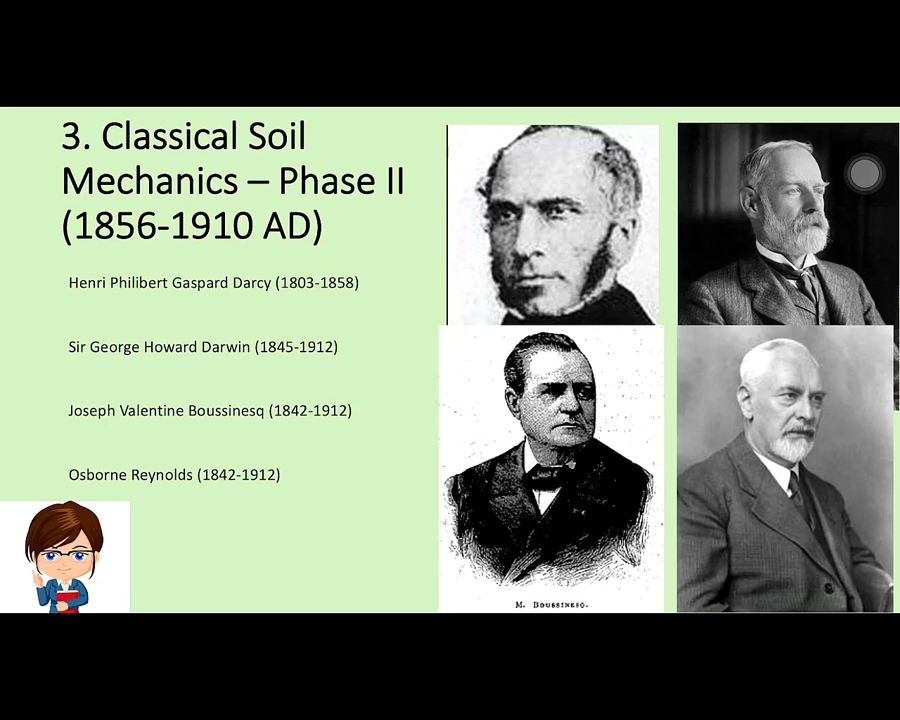 3. Classical Soil
Mechanics – Phase II
(1856-1910 AD)
Henri Philibert Gaspard Darcy (1803-1858)
Sir George Howard Darwin (1845-1912)
Joseph Valentine Boussinesq (1842-1912)
Osborne Reynolds (1842-1912)
M. BOUSSINESQ.